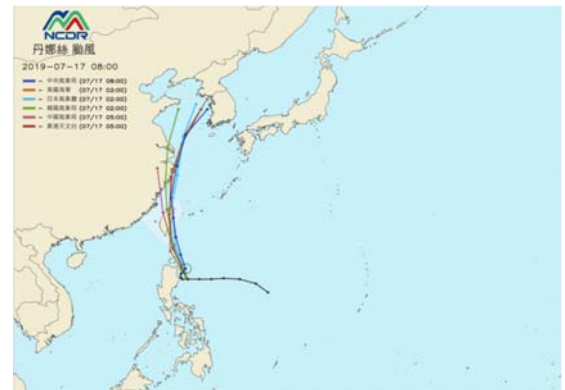 NCDR
丹娜絲 颱風
2019-07-17 08:00
中央氣象局 (07/17 08:00)
美國海軍 (07/17 02:00)
日本氣象廳 (07/17 02:00)
韓國氣象廳 (07/17 02:00)
中國氣象局 (07/17 05:00)
香港天文台 (07/17 05:00)